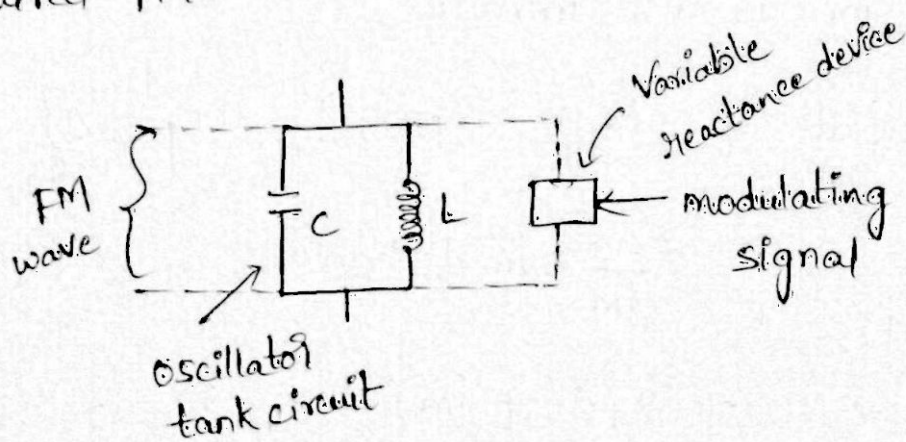 Variable
reactance device
FM
wave
C
L
modulating
signal
oscillator
tank circuit